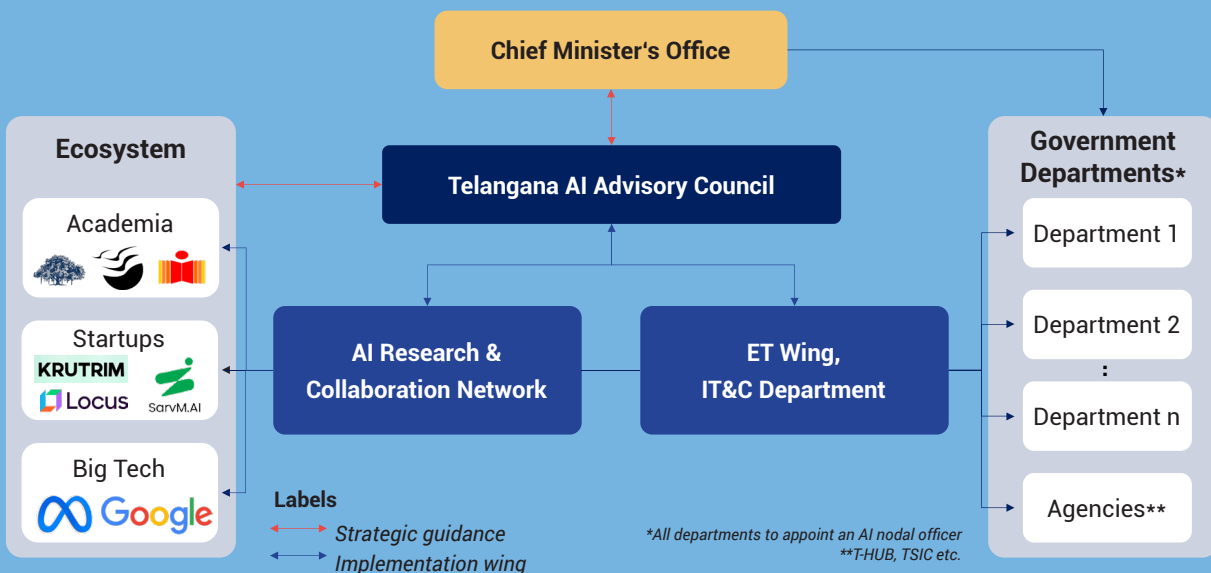 Chief Minister's Office
Ecosystem
Academia
Startups
KRUTRIM
Locus
SarvM.AI
Big Tech
Google
Telangana AI Advisory Council
AI Research &
Collaboration Network
ET Wing,
IT&C Department
Government
Departments*
Department 1
Department 2
:
Department n
Agencies**
Labels
Strategic guidance
Implementation wing
*All departments to appoint an AI nodal officer
**T-HUB, TSIC etc.